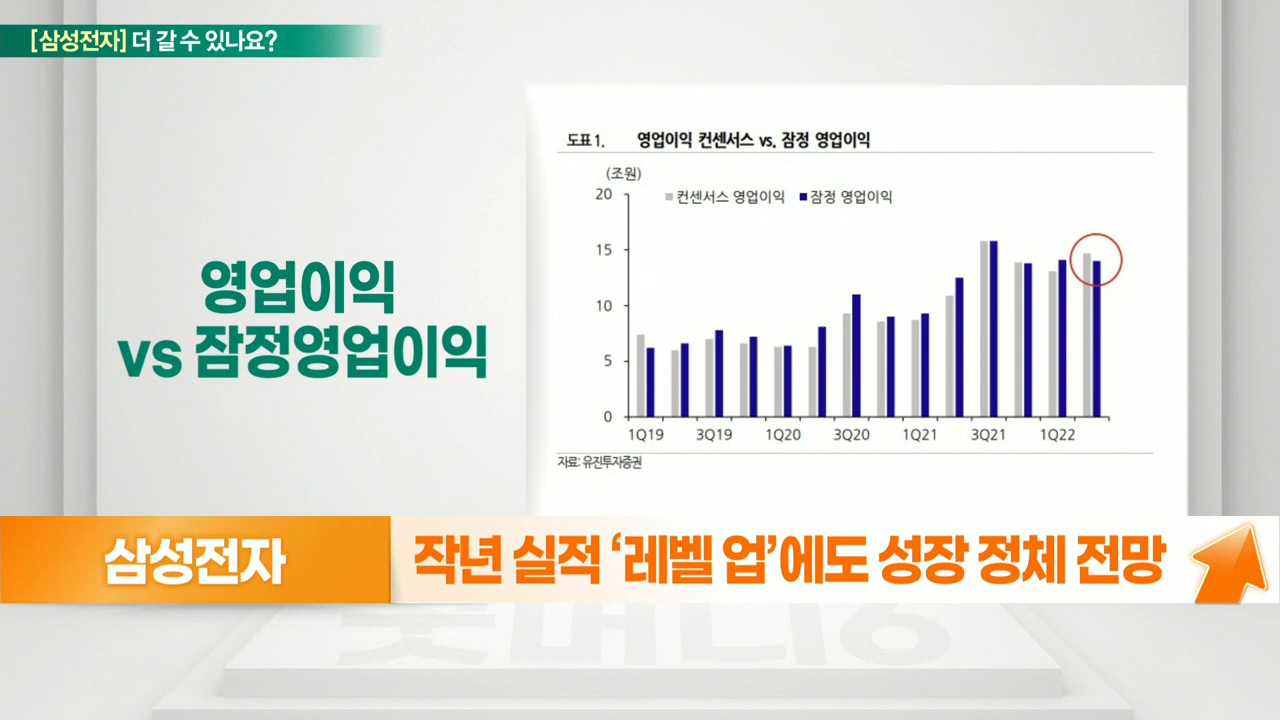 [삼성전자] 더 갈 수 있나요?
영업이익
vs 잠정영업이익
도표 1. 영업이익 컨센서스 vs. 잠정 영업이익
(조원)
컨센서스 영업이익 잠정 영업이익
20
15
10
5
0
1Q19 3Q19 1Q20 3Q20 1Q21 3Q21 1Q22
자료: 유진투자증권
삼성전자
작년 실적 ‘레벨 업’에도 성장 정체 전망
굿머니6